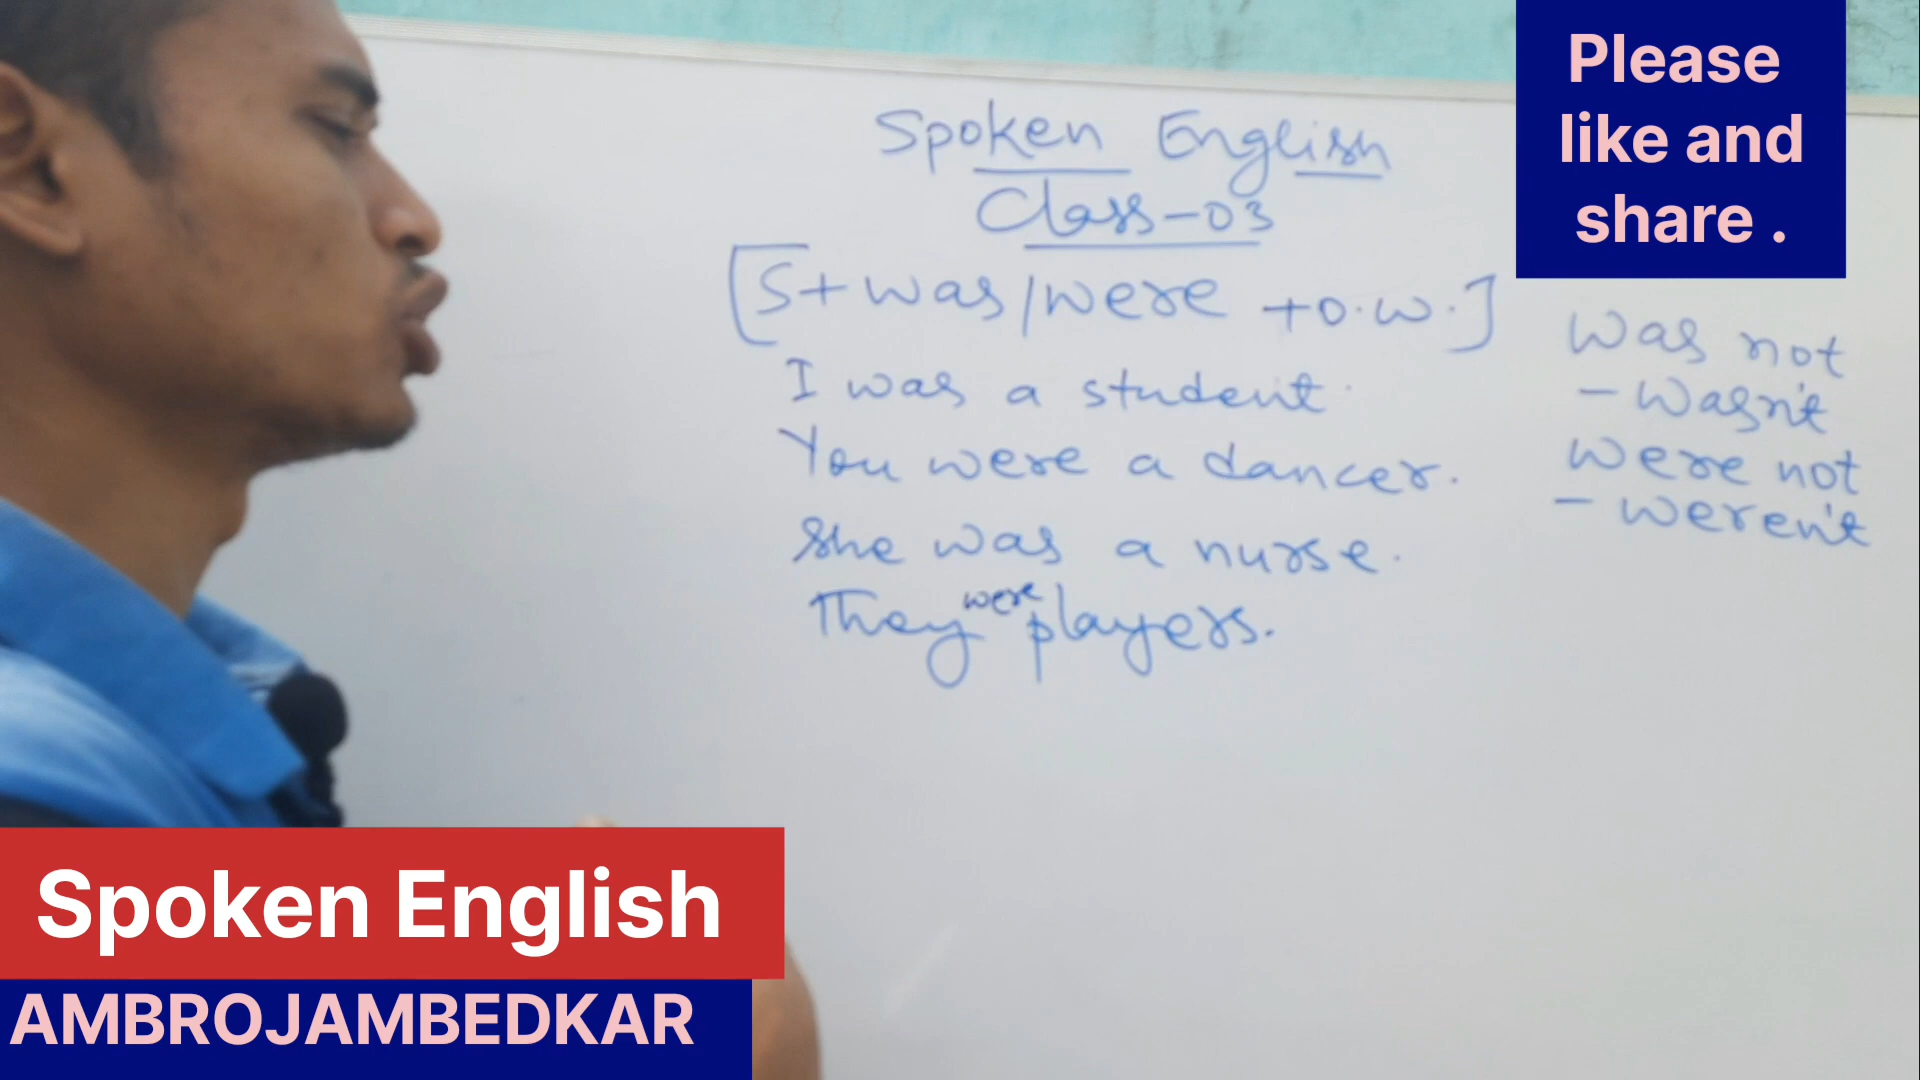 Please
like and
share .
Spoken English
Class-03
[S+was/were +O.W.]
I was a student.
You were a dancer.
She was a nurse.
They were players.
Was not
- Wasn't
Were not
- weren't
Spoken English
AMBROJAMBEDKAR